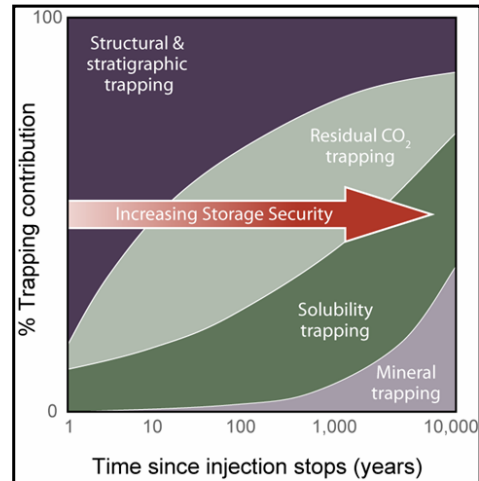 100
Structural &
stratigraphic
trapping
% Trapping contribution
Residual CO₂
trapping
Increasing Storage Security
Solubility
trapping
Mineral
trapping
0
1 10 100 1,000 10,000
Time since injection stops (years)